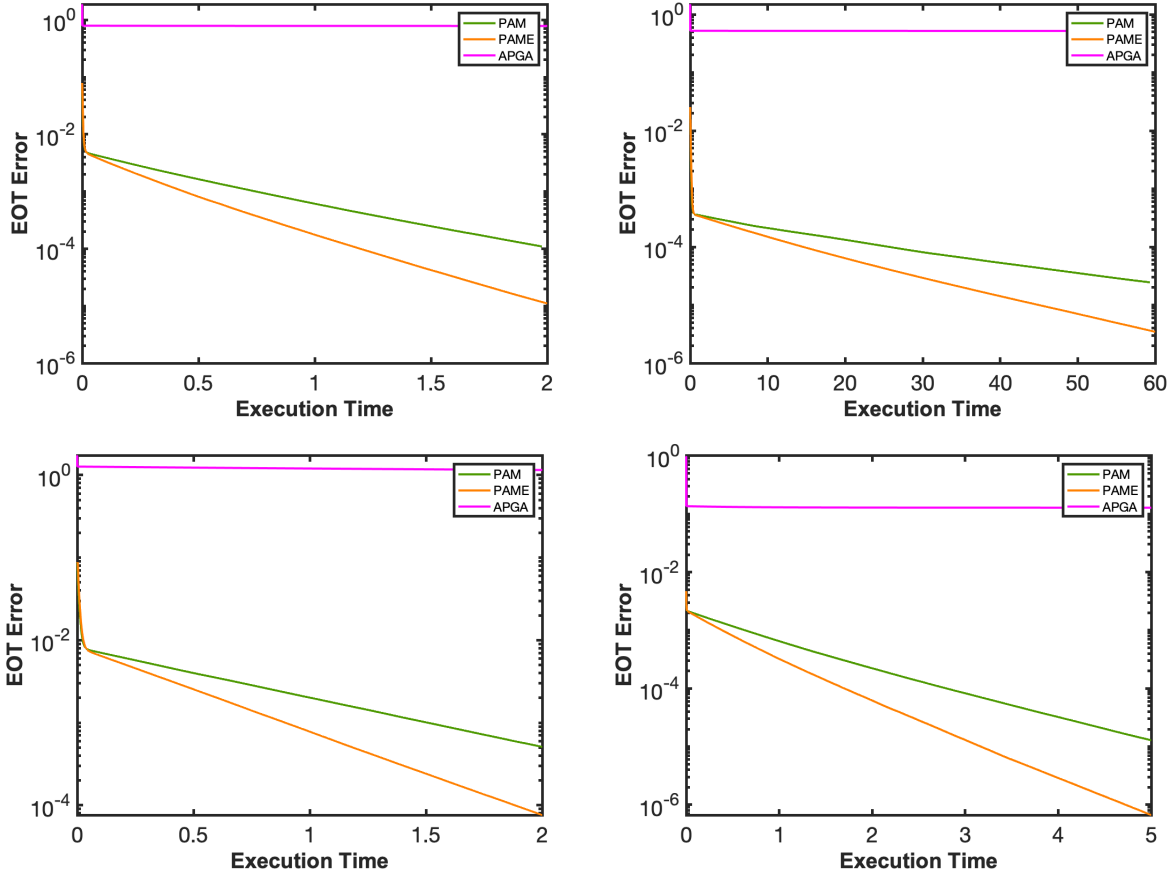 EOT Error
10^0
10^-2
10^-4
10^-6
0 0.5 1 1.5 2
Execution Time
PAM
PAME
APGA
EOT Error
10^0
10^-2
10^-4
10^-6
0 10 20 30 40 50 60
Execution Time
PAM
PAME
APGA
EOT Error
10^0
10^-2
10^-4
0 0.5 1 1.5 2
Execution Time
PAM
PAME
APGA
EOT Error
10^0
10^-2
10^-4
10^-6
0 1 2 3 4 5
Execution Time
PAM
PAME
APGA